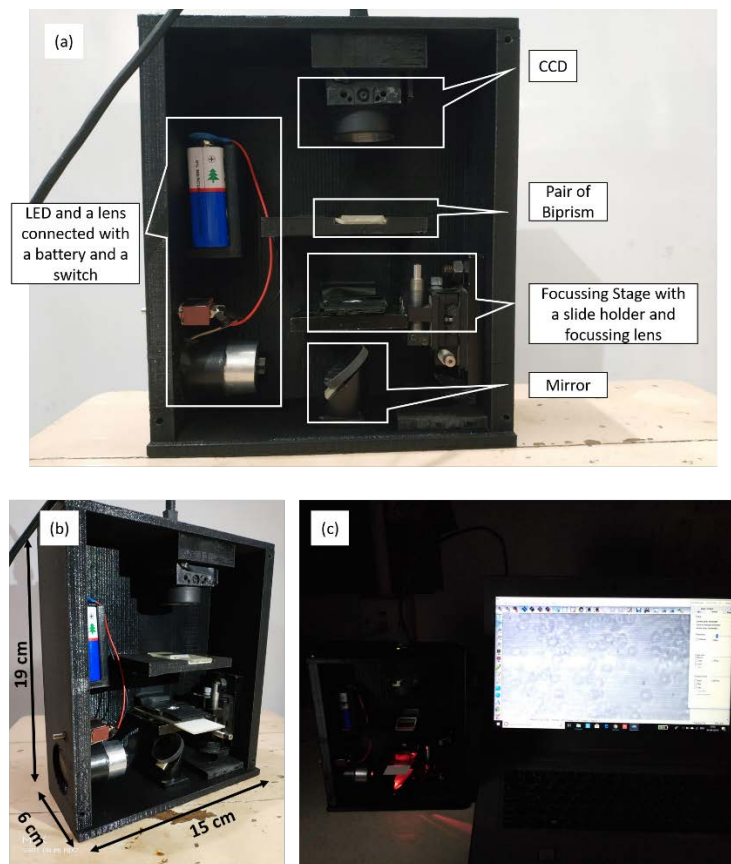 (a)
CCD
Pair of
Biprism
LED and a lens
connected with
a battery and a
switch
Focussing Stage with
a slide holder and
focussing lens
Mirror
(b)
19 cm
6 cm
15 cm
(c)